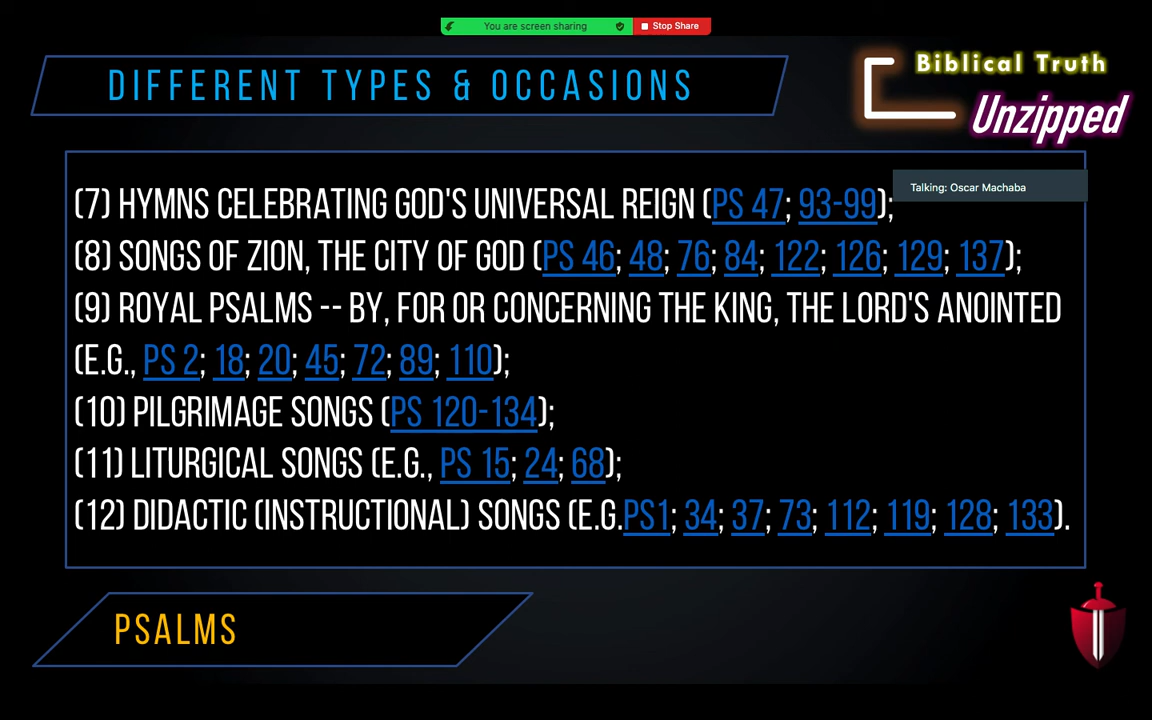 You are screen sharing Stop Share
DIFFERENT TYPES & OCCASIONS
Biblical Truth
Unzipped
Talking: Oscar Machaba
(7) HYMNS CELEBRATING GOD'S UNIVERSAL REIGN (PS 47; 93-99);
(8) SONGS OF ZION, THE CITY OF GOD (PS 46; 48; 76; 84; 122; 126; 129; 137);
(9) ROYAL PSALMS -- BY, FOR OR CONCERNING THE KING, THE LORD'S ANOINTED
(E.G., PS 2; 18; 20; 45; 72; 89; 110);
(10) PILGRIMAGE SONGS (PS 120-134);
(11) LITURGICAL SONGS (E.G., PS 15; 24; 68);
(12) DIDACTIC (INSTRUCTIONAL) SONGS (E.G.PS1; 34; 37; 73; 112; 119; 128; 133).
PSALMS